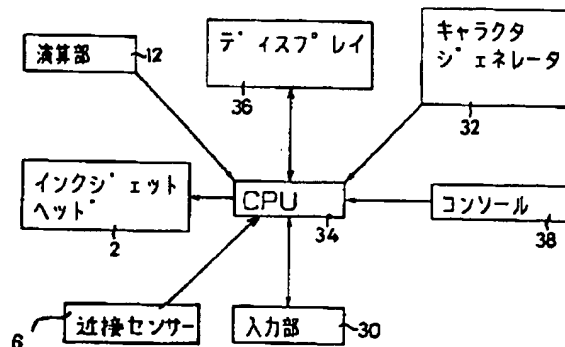 演算部
12
ディスプレイ
36
キャラクタ
ジェネレータ
32
インクジェット
ヘッド
2
CPU
34
コンソール
38
6
近接センサー
入力部
30